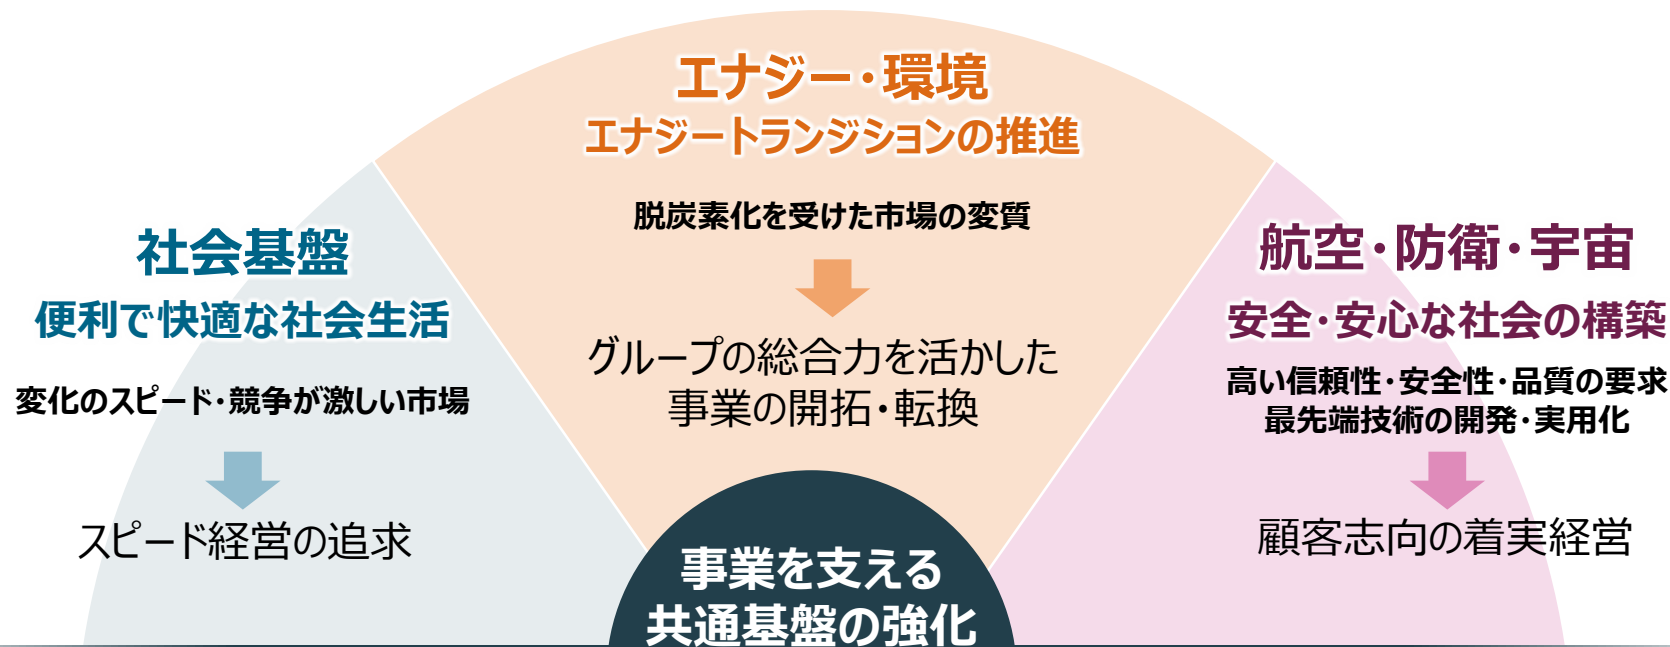 エナジー・環境
エナジートランジションの推進
脱炭素化を受けた市場の変質
グループの総合力を活かした
事業の開拓・転換
社会基盤
便利で快適な社会生活
変化のスピード・競争が激しい市場
スピード経営の追求
航空・防衛・宇宙
安全・安心な社会の構築
高い信頼性・安全性・品質の要求
最先端技術の開発・実用化
顧客志向の着実経営
事業を支える
共通基盤の強化